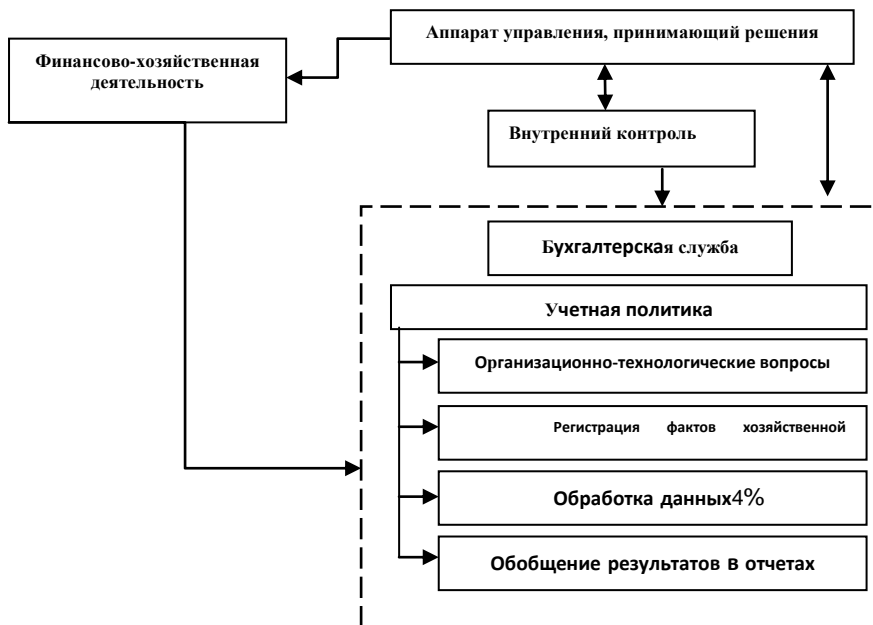 Аппарат управления, принимающий решения
Финансово-хозяйственная
деятельность
Внутренний контроль
Бухгалтерская служба
Учетная политика
Организационно-технологические вопросы
Регистрация фактов хозяйственной
Обработка данных4%
Обобщение результатов в отчетах